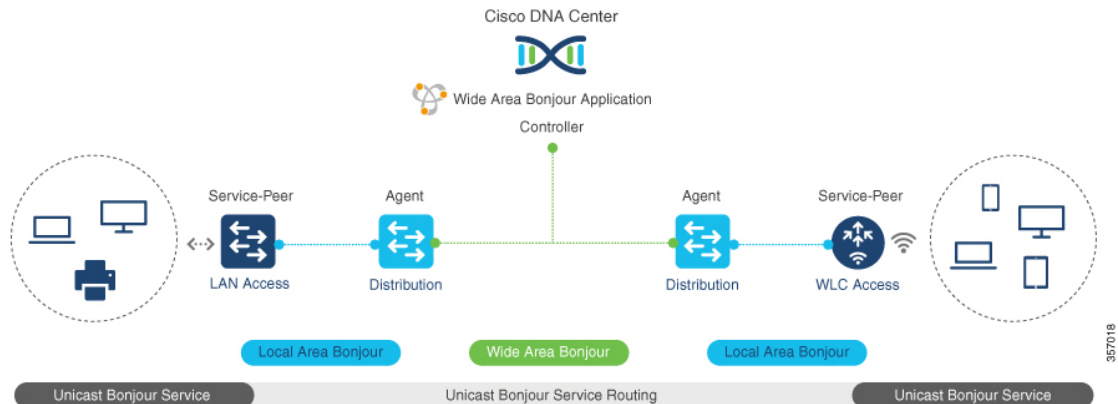 Cisco DNA Center
Wide Area Bonjour Application
Controller
Service-Peer
Agent
Agent
Service-Peer
LAN Access
Distribution
Distribution
WLC Access
Local Area Bonjour
Wide Area Bonjour
Local Area Bonjour
357018
Unicast Bonjour Service
Unicast Bonjour Service Routing
Unicast Bonjour Service